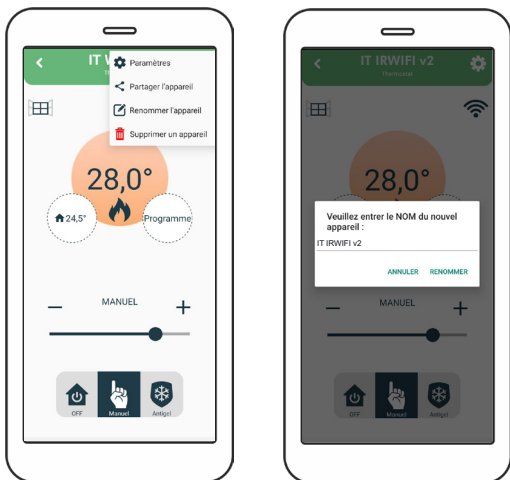 IT W
Th
Paramètres
Partager l'appareil
Renommer l'appareil
Supprimer un appareil
28,0°
24,5°
Programme
MANUEL
OFF
Manuel
Antigel
IT IRWIFI v2
Thermostat
28,0°
Veuillez entrer le NOM du nouvel
appareil :
IT IRWIFI v2
ANNULER RENOMMER
MANUEL
OFF
Manuel
Antigel